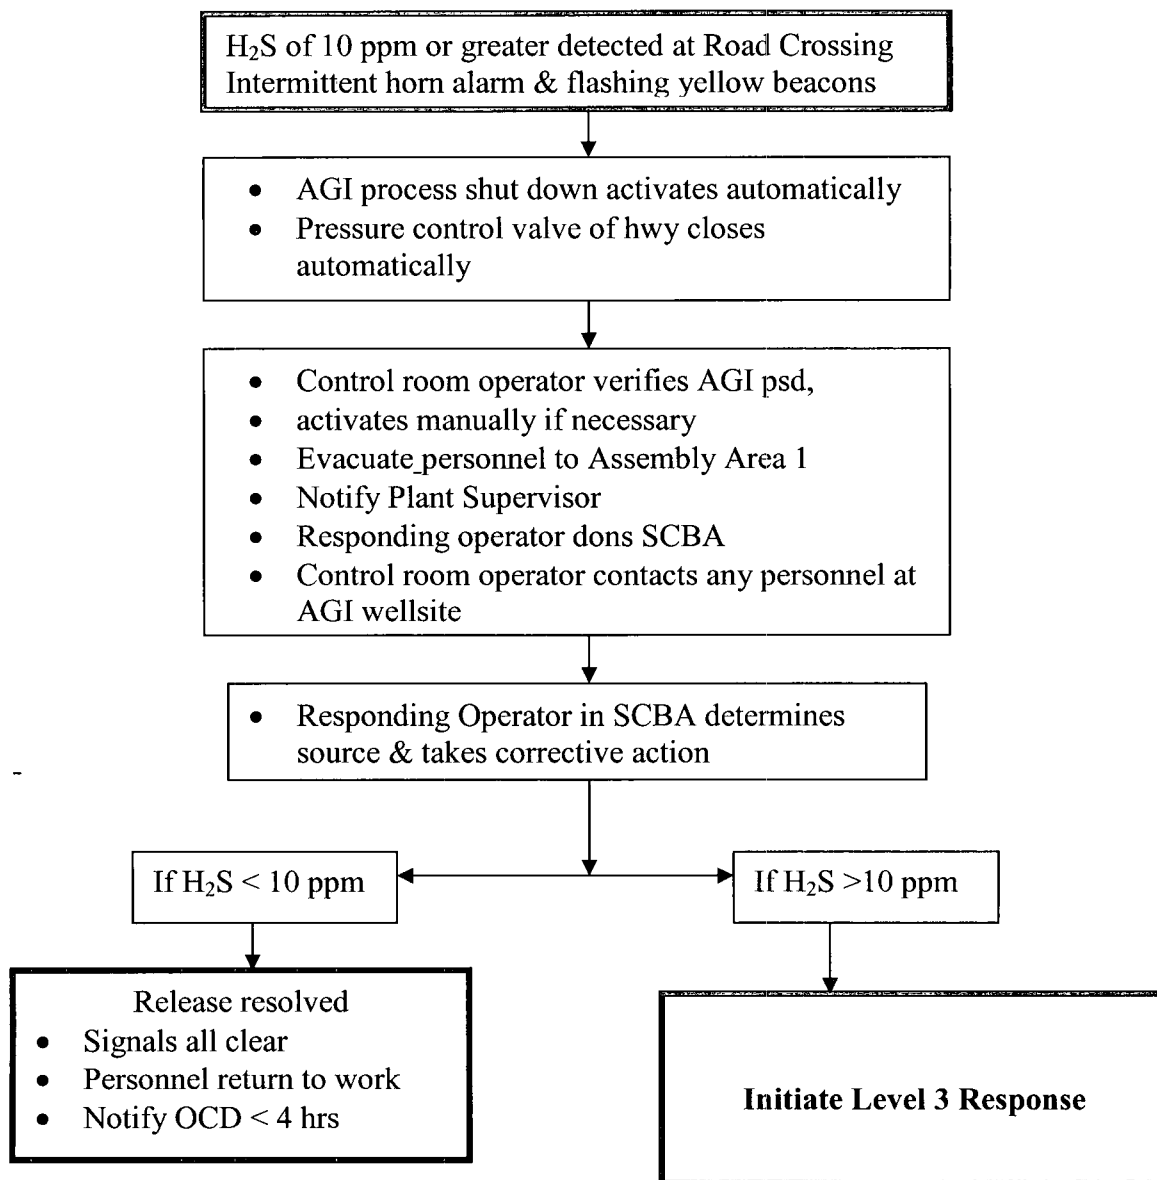 H₂S of 10 ppm or greater detected at Road Crossing
Intermittent horn alarm & flashing yellow beacons
• AGI process shut down activates automatically
• Pressure control valve of hwy closes
automatically
• Control room operator verifies AGI psd,
• activates manually if necessary
• Evacuate personnel to Assembly Area 1
• Notify Plant Supervisor
• Responding operator dons SCBA
• Control room operator contacts any personnel at
AGI wellsite
• Responding Operator in SCBA determines
source & takes corrective action
If H₂S < 10 ppm
If H₂S >10 ppm
Release resolved
• Signals all clear
• Personnel return to work
• Notify OCD < 4 hrs
Initiate Level 3 Response